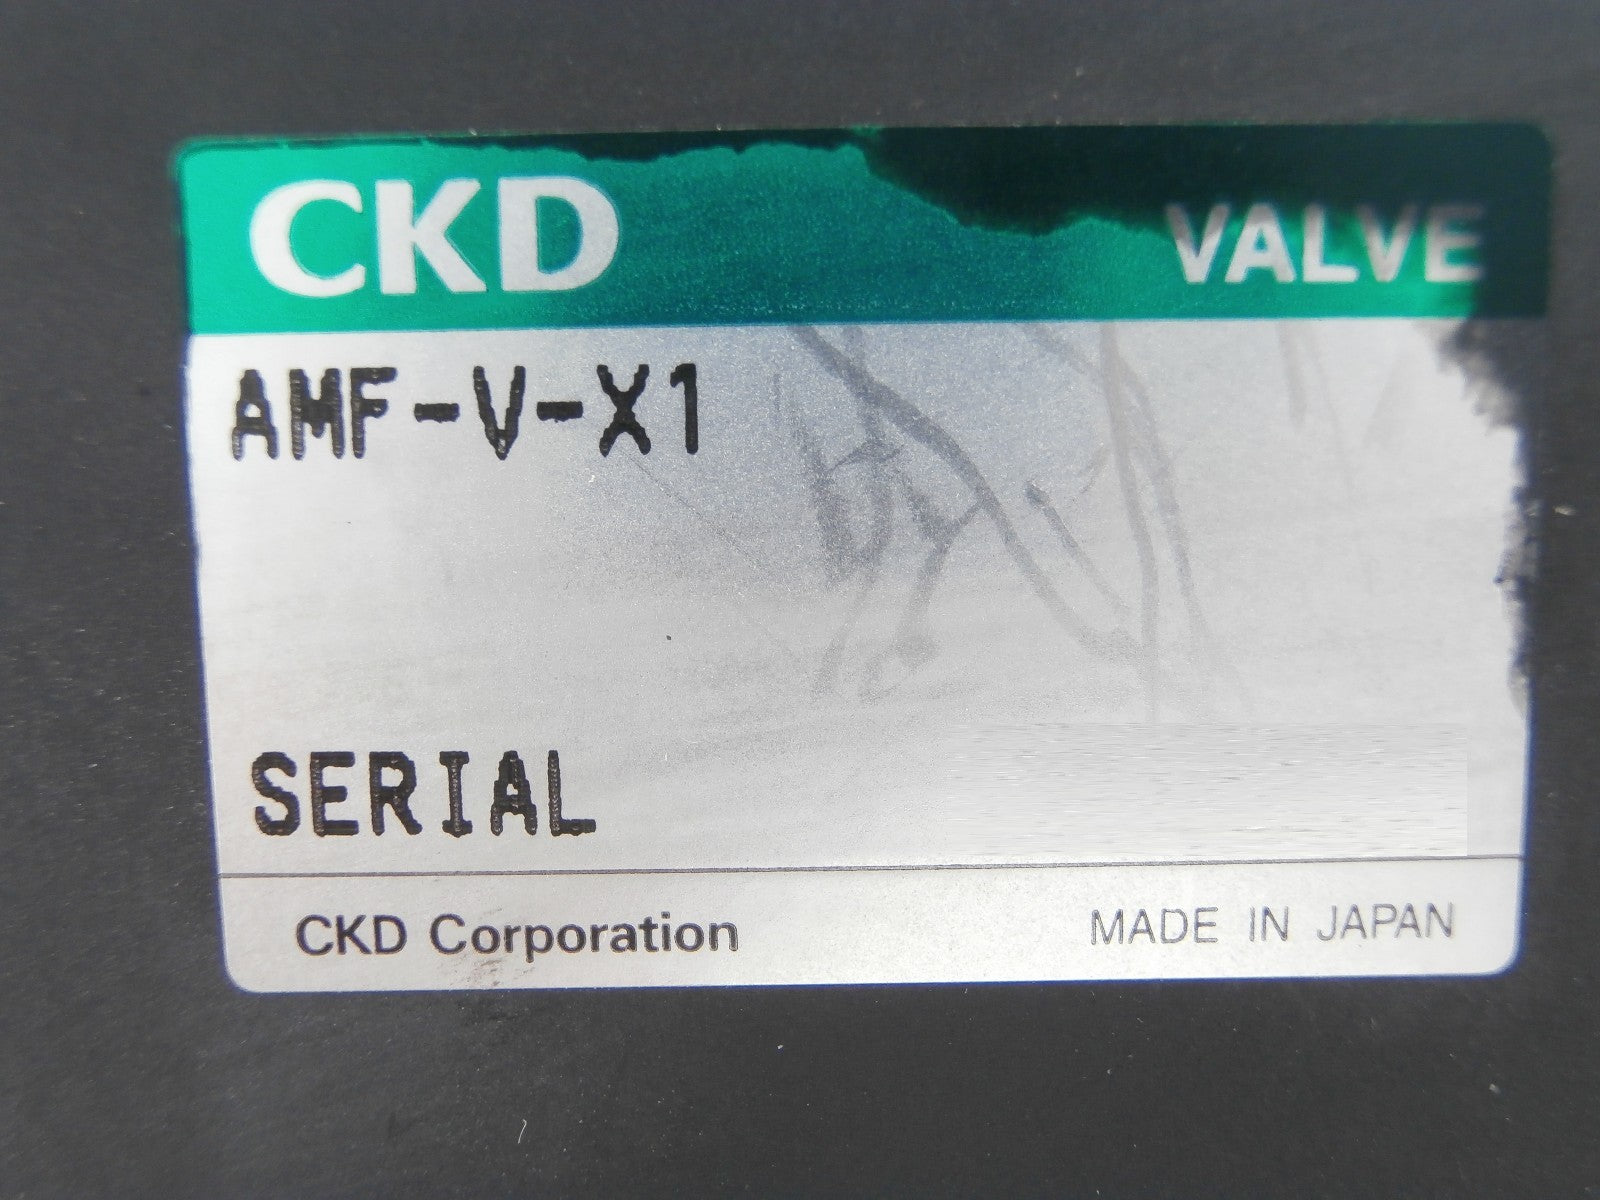 CKD VALVE
AMF-V-X1
SERIAL
CKD Corporation MADE IN JAPAN